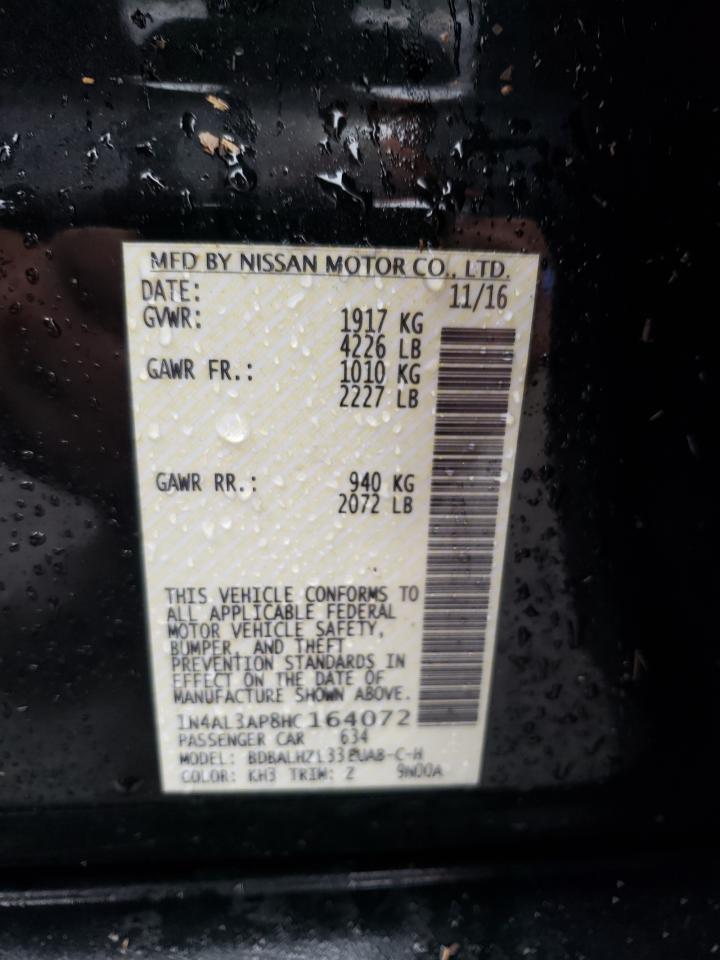 MFD BY NISSAN MOTOR CO., LTD.
DATE: 11/16
GVWR: 1917 KG
4226 LB
GAWR FR.: 1010 KG
2227 LB
GAWR RR.: 940 KG
2072 LB
THIS VEHICLE CONFORMS TO
ALL APPLICABLE FEDERAL
MOTOR VEHICLE SAFETY,
BUMPER, AND THEFT
PREVENTION STANDARDS IN
EFFECT ON THE DATE OF
MANUFACTURE SHOWN ABOVE.
1N4AL3AP8HC164072
PASSENGER CAR 634
MODEL: BDBALHZL33EUA8-C-H
COLOR: KH3 TRIM: Z 9N00A